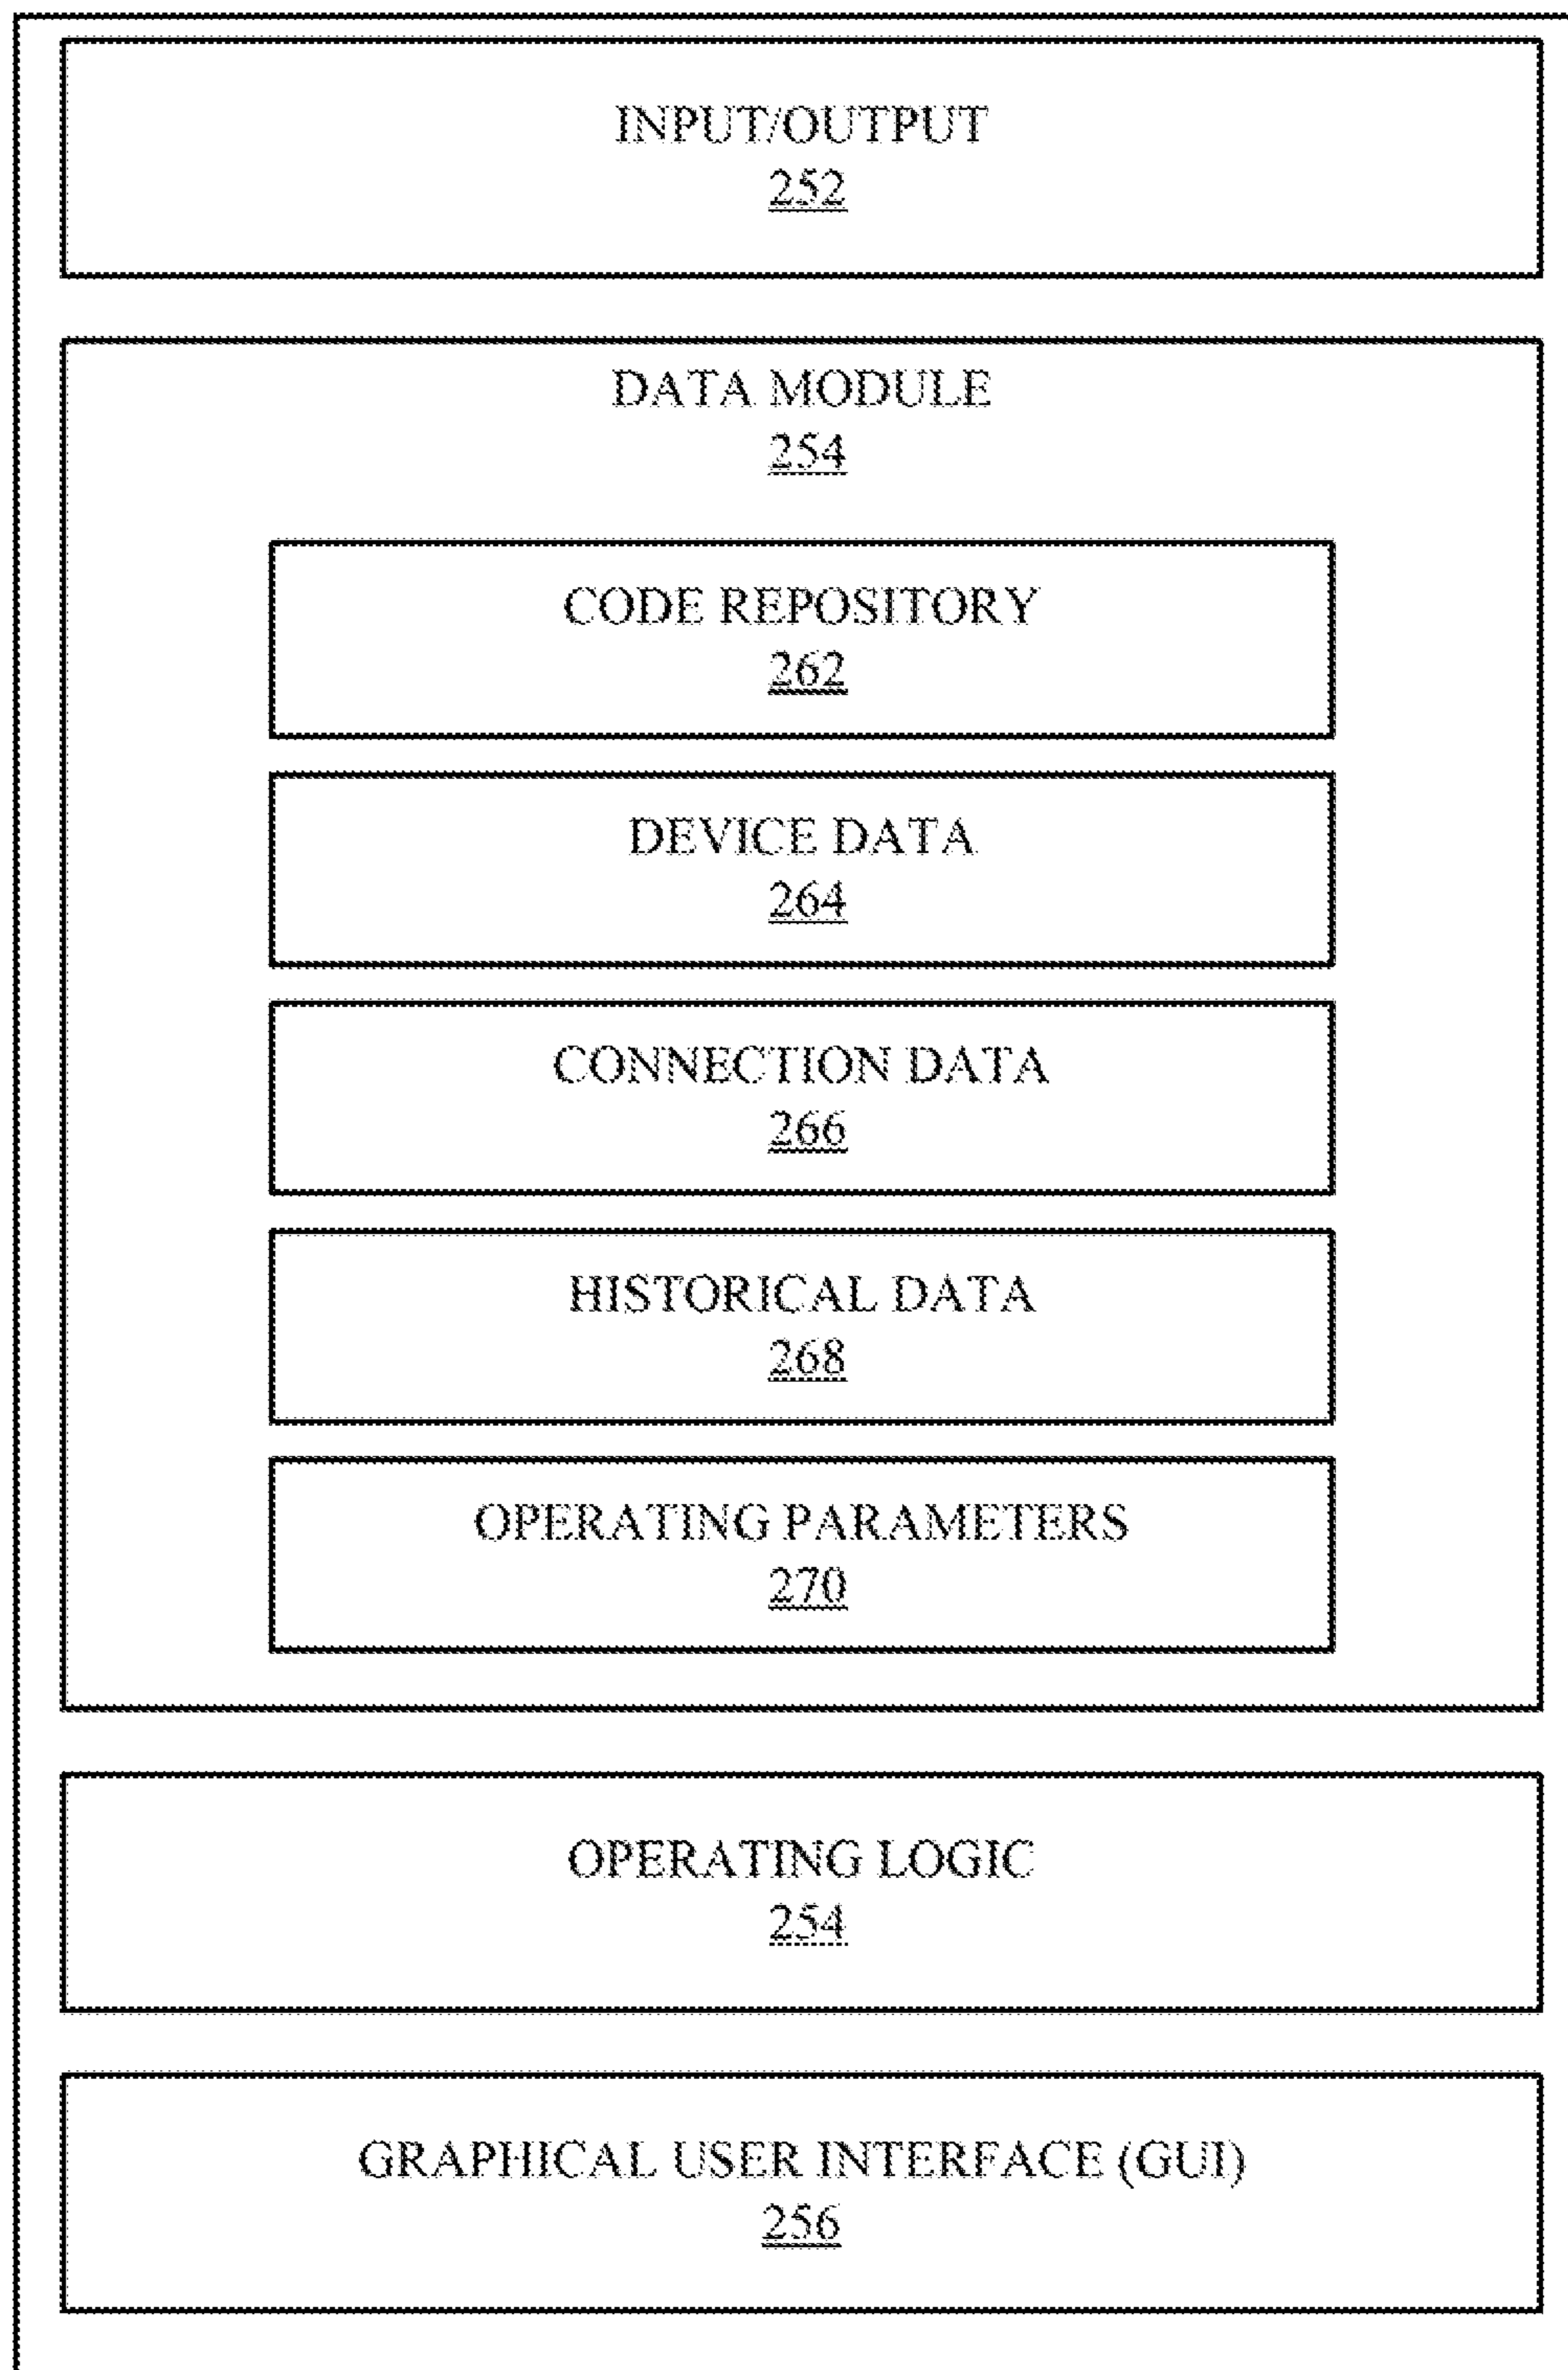 INPUT/OUTPUT
252
DATA MODULE
254
CODE REPOSITORY
262
DEVICE DATA
264
CONNECTION DATA
266
HISTORICAL DATA
268
OPERATING PARAMETERS
270
OPERATING LOGIC
254
GRAPHICAL USER INTERFACE (GUI)
256